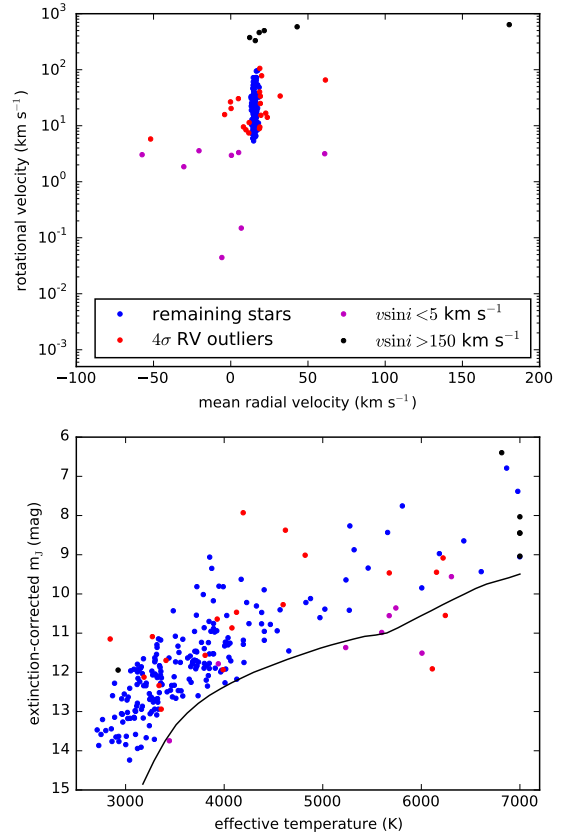 10³
10²
10¹
10⁰
10⁻¹
10⁻²
10⁻³
rotational velocity (km s⁻¹)
remaining stars
4σ RV outliers
vsini <5 km s⁻¹
vsini >150 km s⁻¹
−100 −50 0 50 100 150 200
mean radial velocity (km s⁻¹)
6
7
8
9
10
11
12
13
14
15
extinction-corrected m_J (mag)
3000 4000 5000 6000 7000
effective temperature (K)